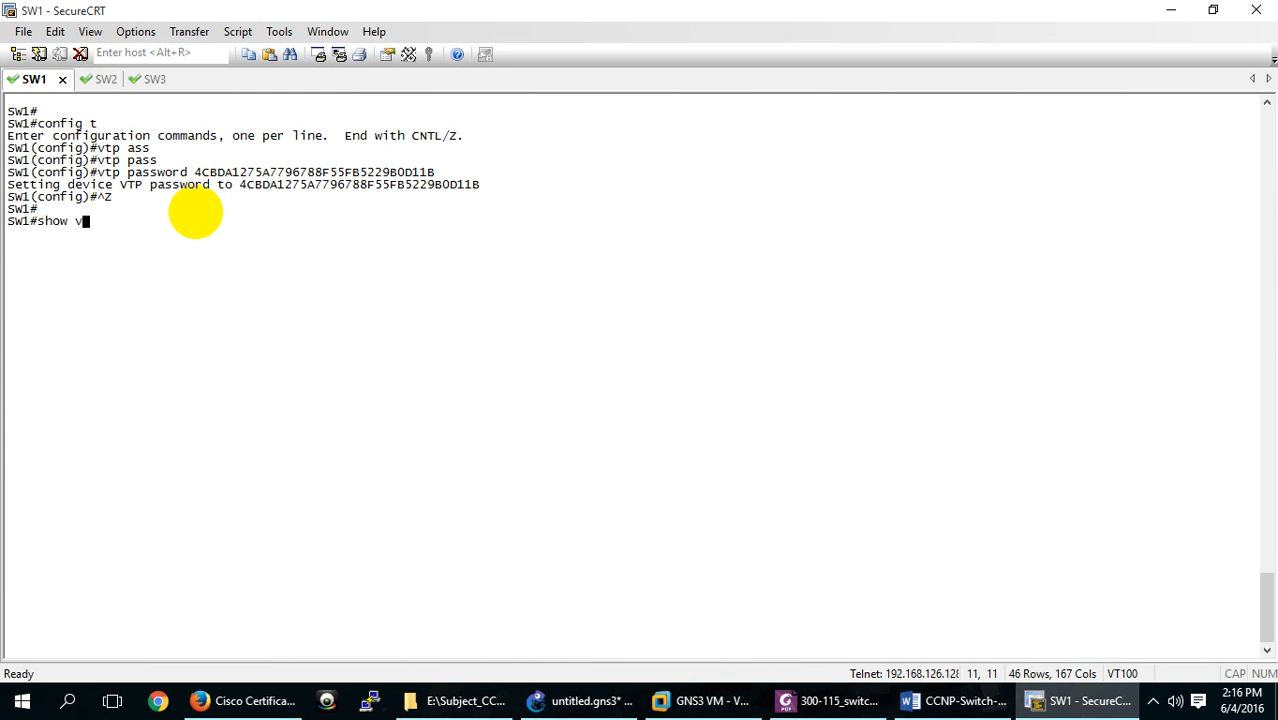 SW1 - SecureCRT
File Edit View Options Transfer Script Tools Window Help
Enter host <Alt+R>
SW1 SW2 SW3
SW1#
SW1#config t
Enter configuration commands, one per line.  End with CNTL/Z.
SW1(config)#vtp ass
SW1(config)#vtp pass
SW1(config)#vtp password 4CBDA1275A7796788F55FB5229B0D11B
Setting device VTP password to 4CBDA1275A7796788F55FB5229B0D11B
SW1(config)#^Z
SW1#
SW1#show v
Ready Telnet: 192.168.126.128 11, 11 46 Rows, 167 Cols VT100 CAP NUM
Cisco Certifica... E:\Subject_CC... untitled.gns3* ... GNS3 VM - V... 300-115_switc... CCNP-Switch-... SW1 - SecureC... 2:16 PM
6/4/2016